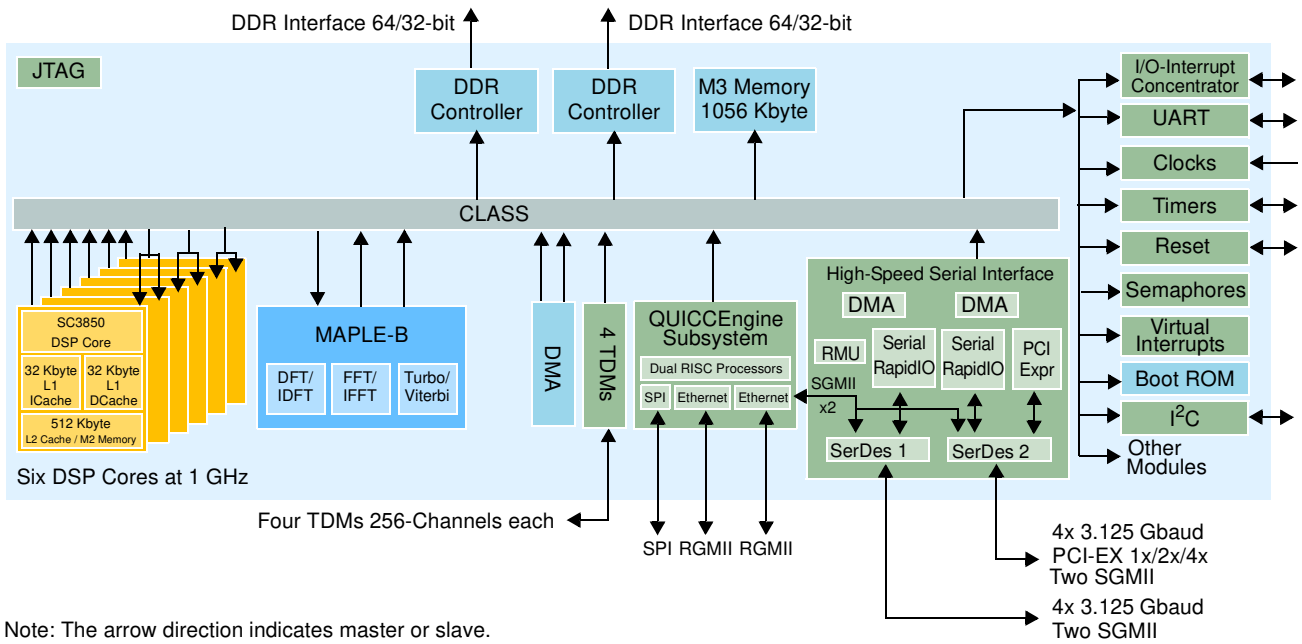 DDR Interface 64/32-bit
DDR Interface 64/32-bit
JTAG
DDR
Controller
DDR
Controller
M3 Memory
1056 Kbyte
I/O-Interrupt
Concentrator
UART
Clocks
Timers
Reset
Semaphores
Virtual
Interrupts
Boot ROM
I²C
Other
Modules
CLASS
SC3850
DSP Core
32 Kbyte
L1
ICache
32 Kbyte
L1
DCache
512 Kbyte
L2 Cache / M2 Memory
Six DSP Cores at 1 GHz
MAPLE-B
DFT/
IDFT
FFT/
IFFT
Turbo/
Viterbi
DMA
4 TDMs
QUICCEngine
Subsystem
Dual RISC Processors
SPI
Ethernet
Ethernet
High-Speed Serial Interface
DMA
DMA
RMU
Serial
RapidIO
Serial
RapidIO
PCI
Expr
SGMII
x2
SerDes 1
SerDes 2
Four TDMs 256-Channels each
SPI
RGMII
RGMII
4x 3.125 Gbaud
PCI-EX 1x/2x/4x
Two SGMII
4x 3.125 Gbaud
Two SGMII
Note: The arrow direction indicates master or slave.